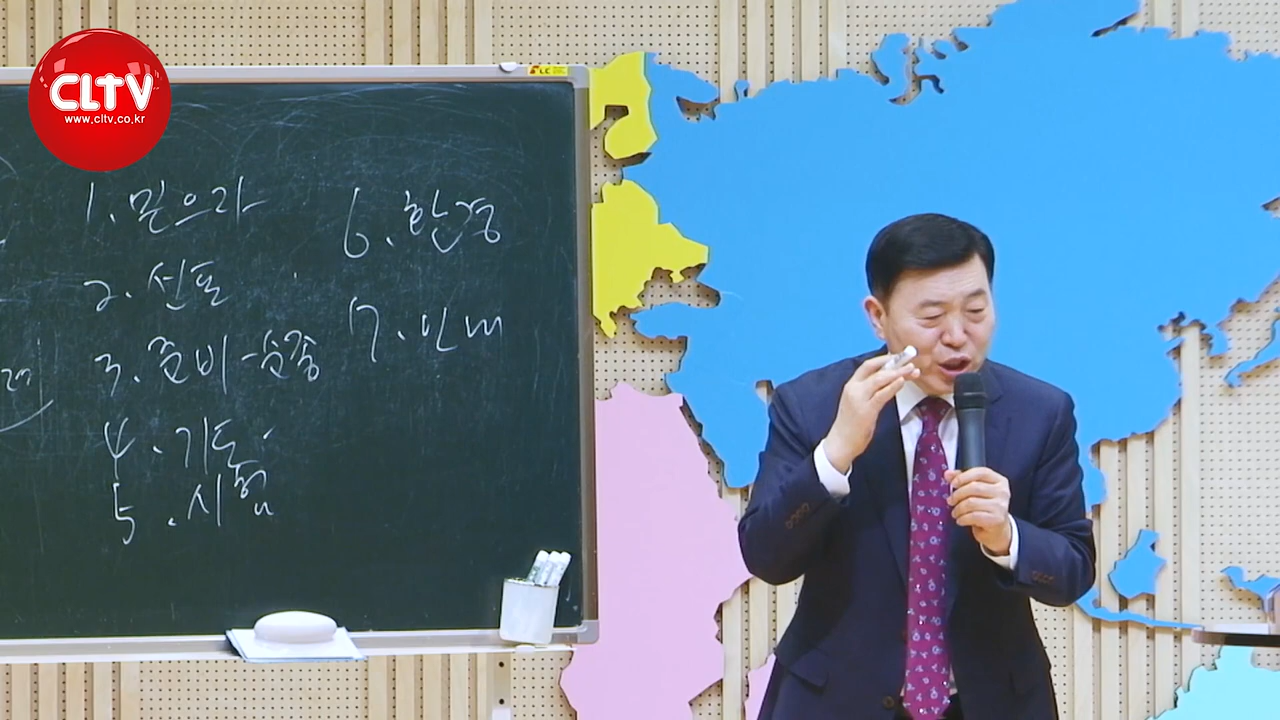 CLTV
www.cltv.co.kr
1. 믿으라
2. 선포
3. 준비 - 순종
4. 기도
5. 시험
6. 환경
7. 인내